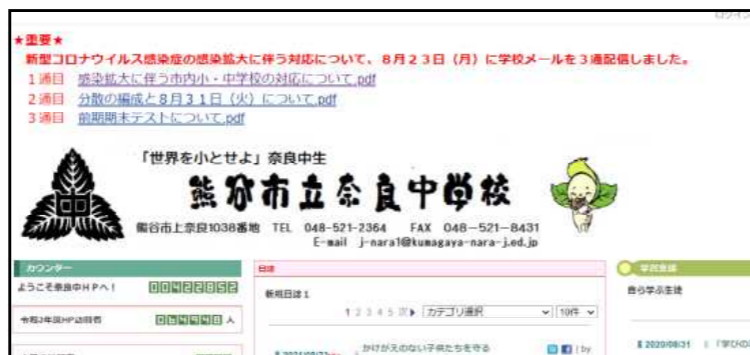 ログイン
★重要★
新型コロナウイルス感染症の感染拡大に伴う対応について、8月23日（月）に学校メールを3通配信しました。
1通目 感染拡大に伴う市内小・中学校の対応について.pdf
2通目 分散の編成と8月31日（火）について.pdf
3通目 前期期末テストについて.pdf
「世界を小とせよ」奈良中生
熊谷市立奈良中学校
熊谷市上奈良1038番地 TEL 048-521-2364 FAX 048-521-8431
E-mail j-nara1@kumagaya-nara-j.ed.jp
カウンター
日誌
ようこそ奈良中HPへ！ 00422852
新規日誌1
自ら学ぶ生徒
1 2 3 4 5 次 カテゴリ選択 10件
令和3年度HP訪問者 人
かけがえのない子供たちを守る
by
2020/08/31